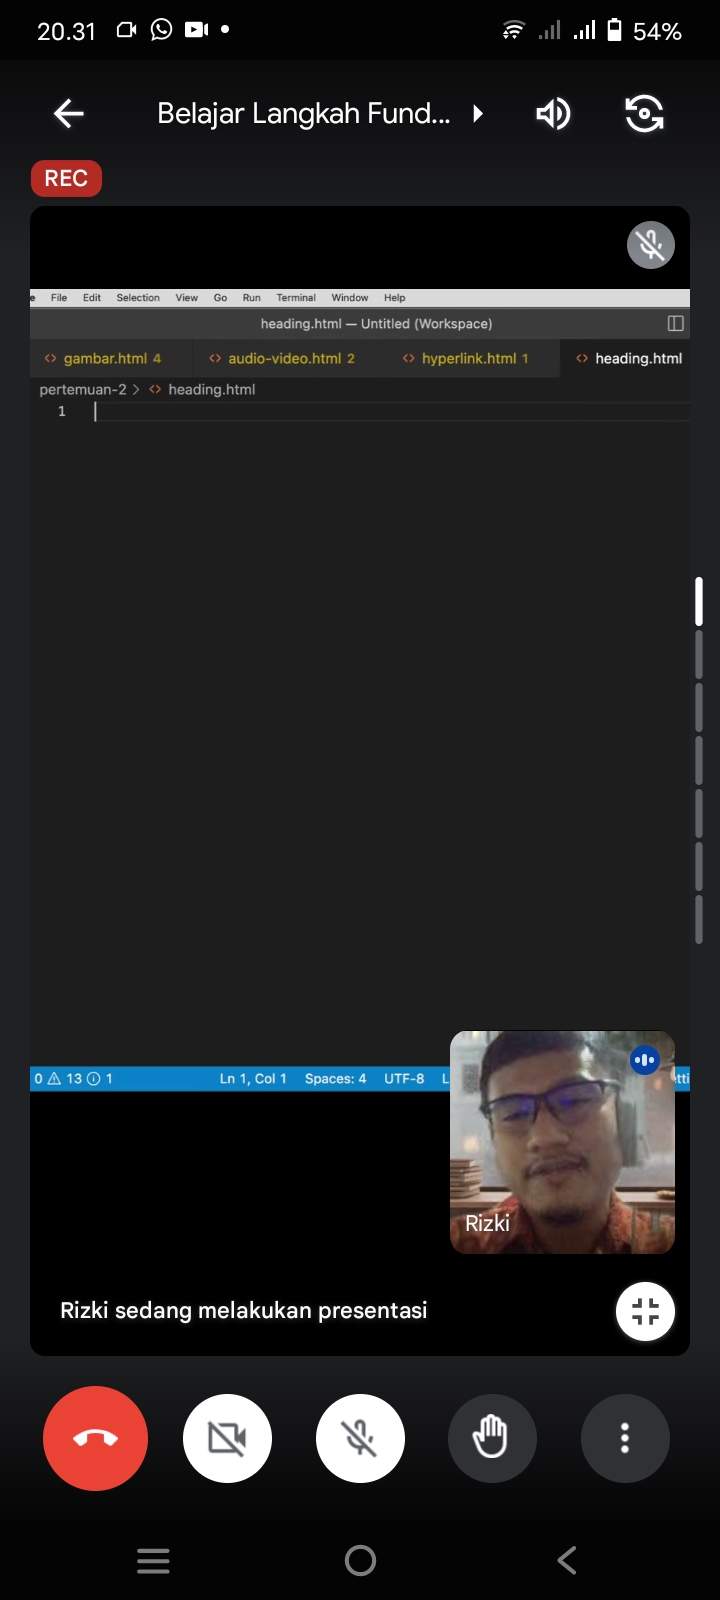 20.31 54%
Belajar Langkah Fund...
REC
File Edit Selection View Go Run Terminal Window Help
heading.html — Untitled (Workspace)
gambar.html 4 audio-video.html 2 hyperlink.html 1 heading.html
pertemuan-2 > heading.html
1
0 13 1 Ln 1, Col 1 Spaces: 4 UTF-8
Rizki
Rizki sedang melakukan presentasi